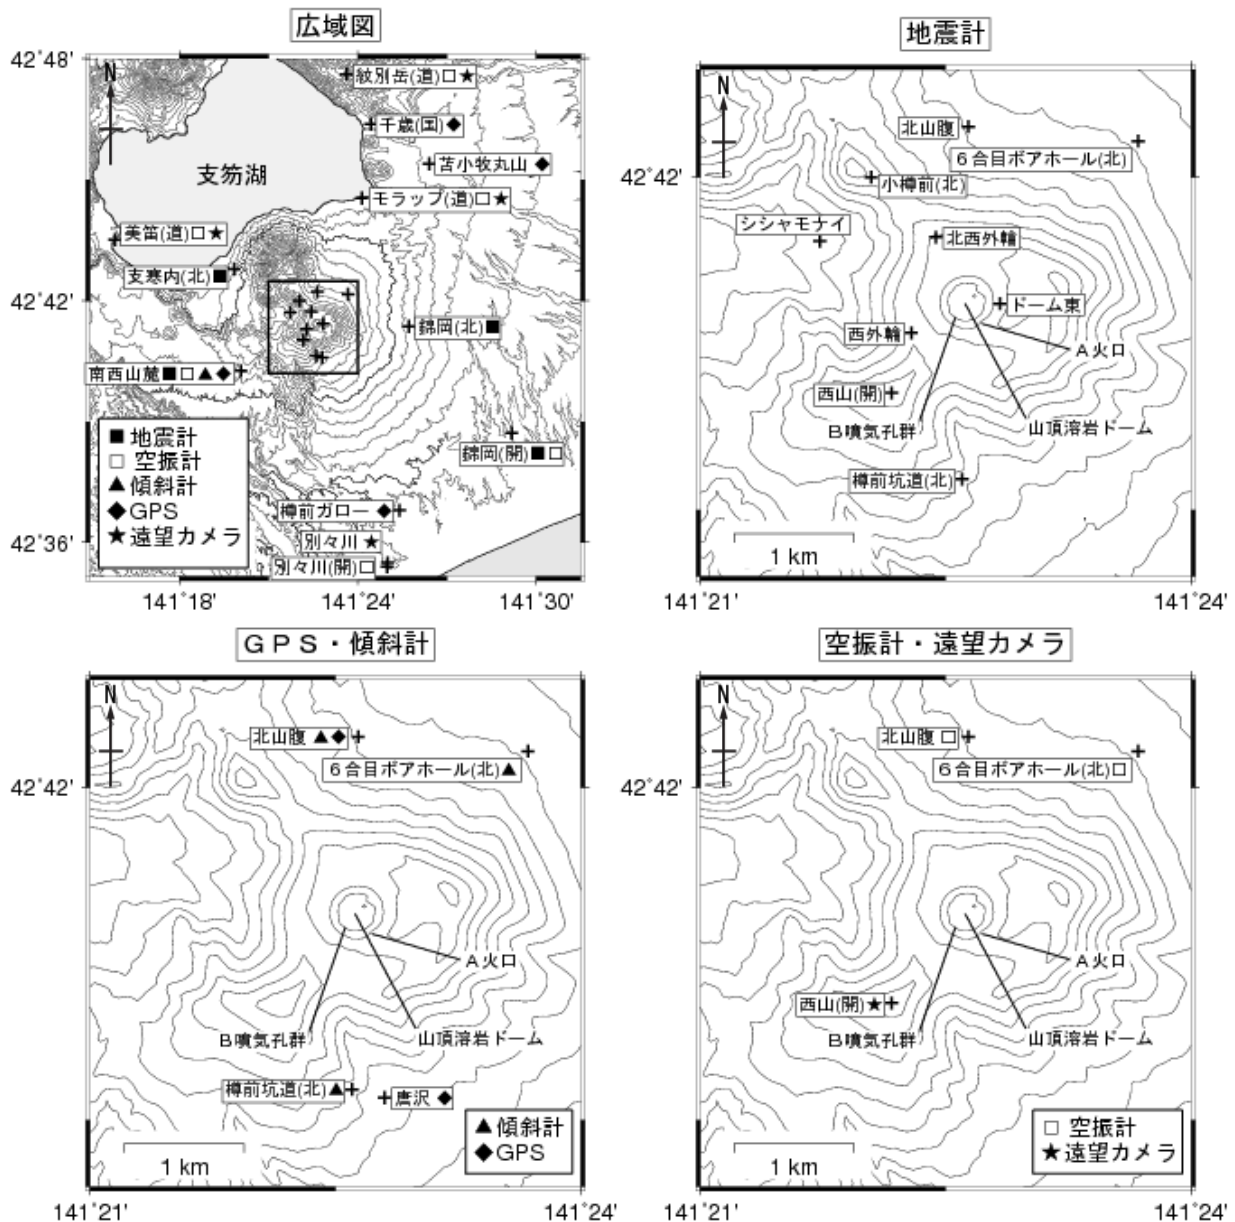 広域図
42°48'
N
紋別岳(道)□★
千歳(国)◆
苫小牧丸山 ◆
支笏湖
モラップ(道)□★
美笛(道)□★
支寒内(北)■
42°42'
錦岡(北)■
南西山麓■□▲◆
■地震計
□ 空振計
▲傾斜計
◆GPS
★遠望カメラ
錦岡(開)■□
樽前ガロー◆
別々川 ★
別々川(開)□
42°36'
141°18'
141°24'
141°30'
地震計
N
北山腹
6合目ボアホール(北)
42°42'
小樽前(北)
シシャモナイ
北西外輪
ドーム東
西外輪
A火口
西山(開)
B噴気孔群
山頂溶岩ドーム
樽前坑道(北)
1 km
141°21'
141°24'
GPS・傾斜計
N
北山腹 ▲◆
6合目ボアホール(北)▲
A火口
B噴気孔群
山頂溶岩ドーム
樽前坑道(北)▲
唐沢 ◆
▲傾斜計
◆GPS
1 km
141°21'
141°24'
空振計・遠望カメラ
N
北山腹 □
6合目ボアホール(北)□
42°42'
A火口
西山(開)★
B噴気孔群
山頂溶岩ドーム
□ 空振計
★遠望カメラ
1 km
141°21'
141°24'